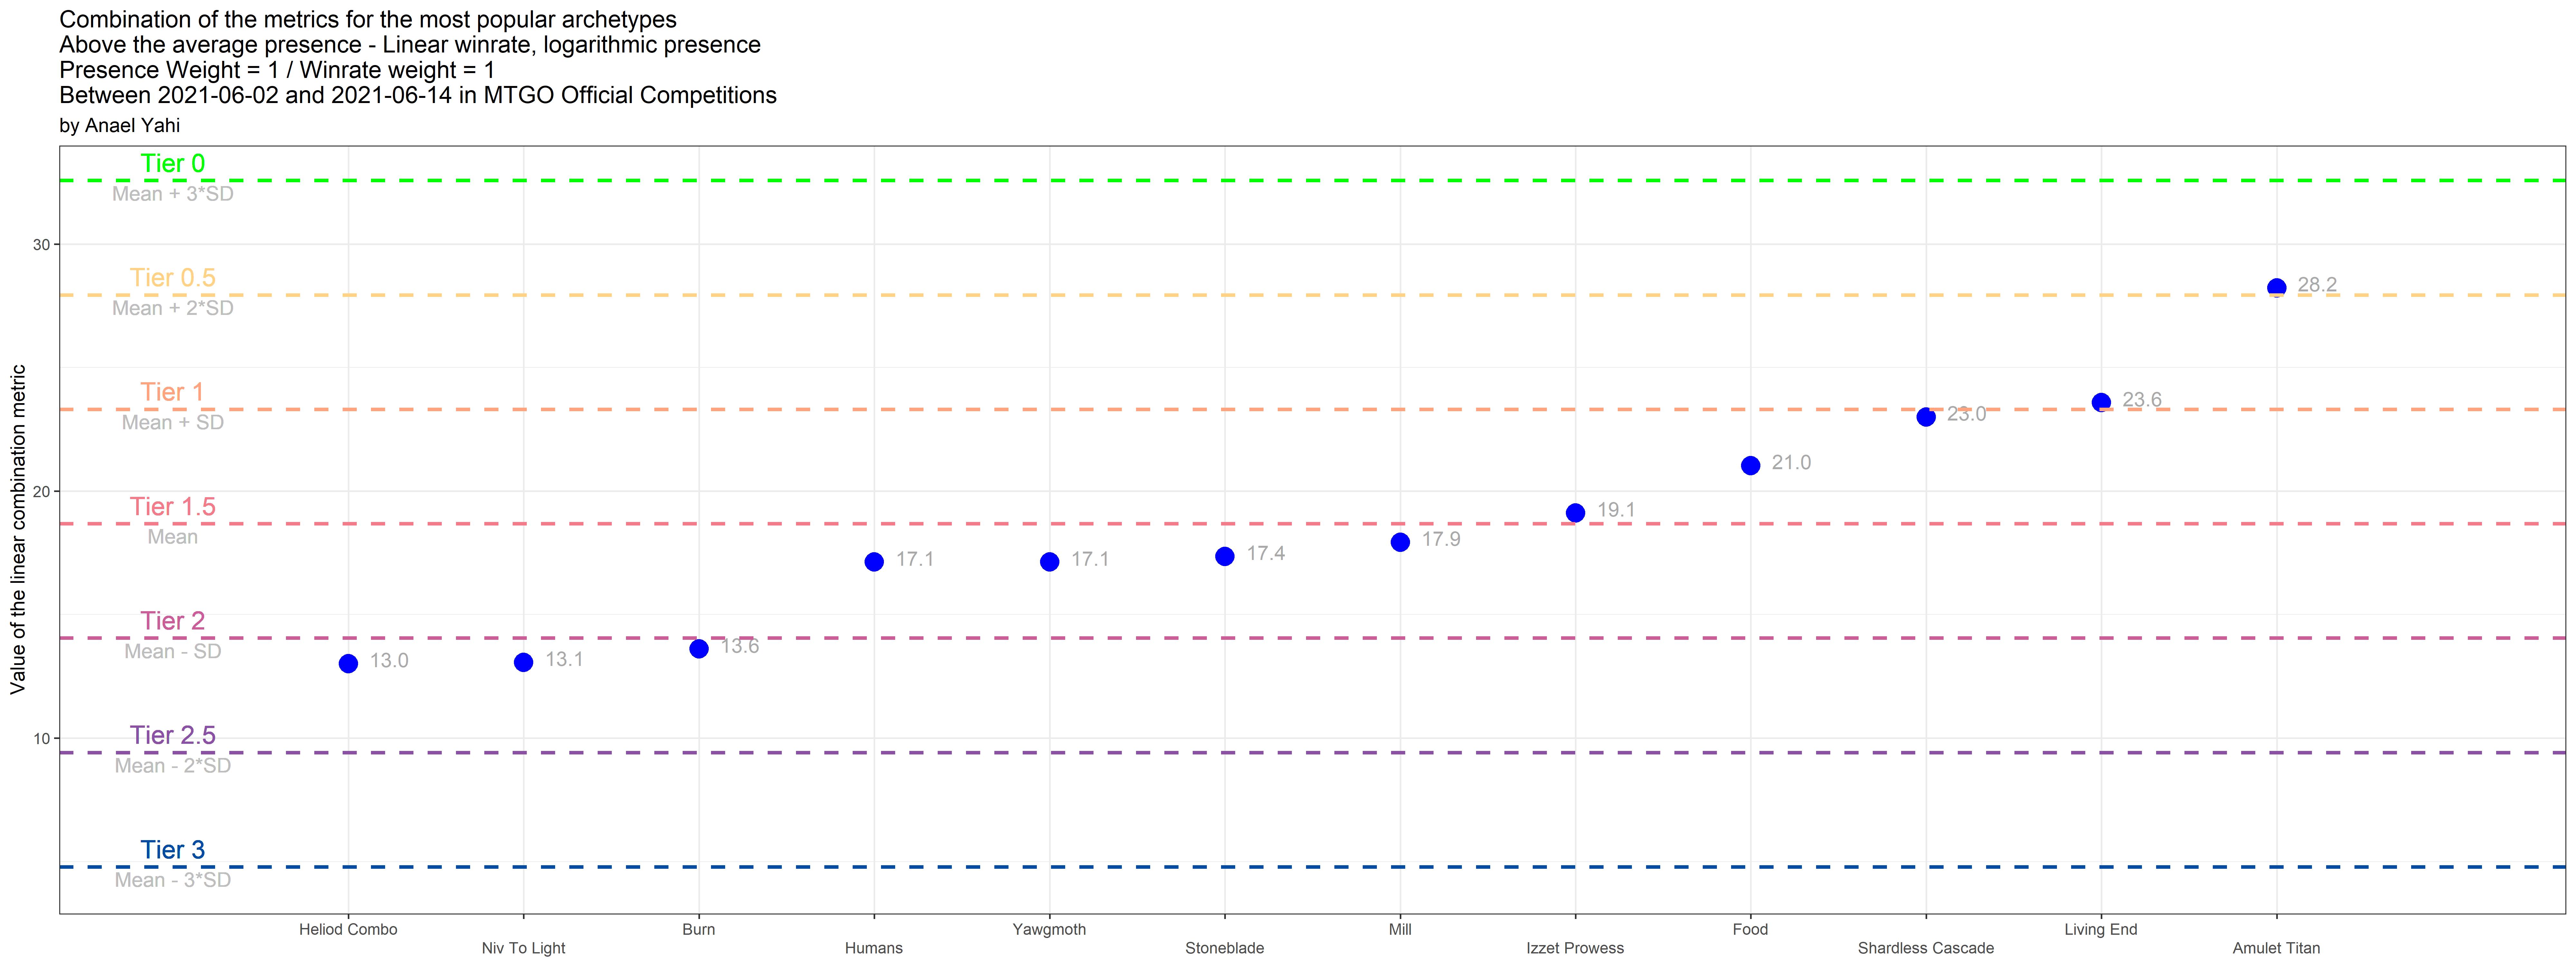 Combination of the metrics for the most popular archetypes
Above the average presence - Linear winrate, logarithmic presence
Presence Weight = 1 / Winrate weight = 1
Between 2021-06-02 and 2021-06-14 in MTGO Official Competitions
by Anael Yahi
Value of the linear combination metric
Tier 0
Mean + 3*SD
30
Tier 0.5
Mean + 2*SD
28.2
Tier 1
Mean + SD
23.6
23.0
21.0
20
Tier 1.5
Mean
19.1
17.9
17.4
17.1
17.1
Tier 2
Mean - SD
13.6
13.1
13.0
Tier 2.5
10
Mean - 2*SD
Tier 3
Mean - 3*SD
Heliod Combo
Niv To Light
Burn
Humans
Yawgmoth
Stoneblade
Mill
Izzet Prowess
Food
Shardless Cascade
Living End
Amulet Titan